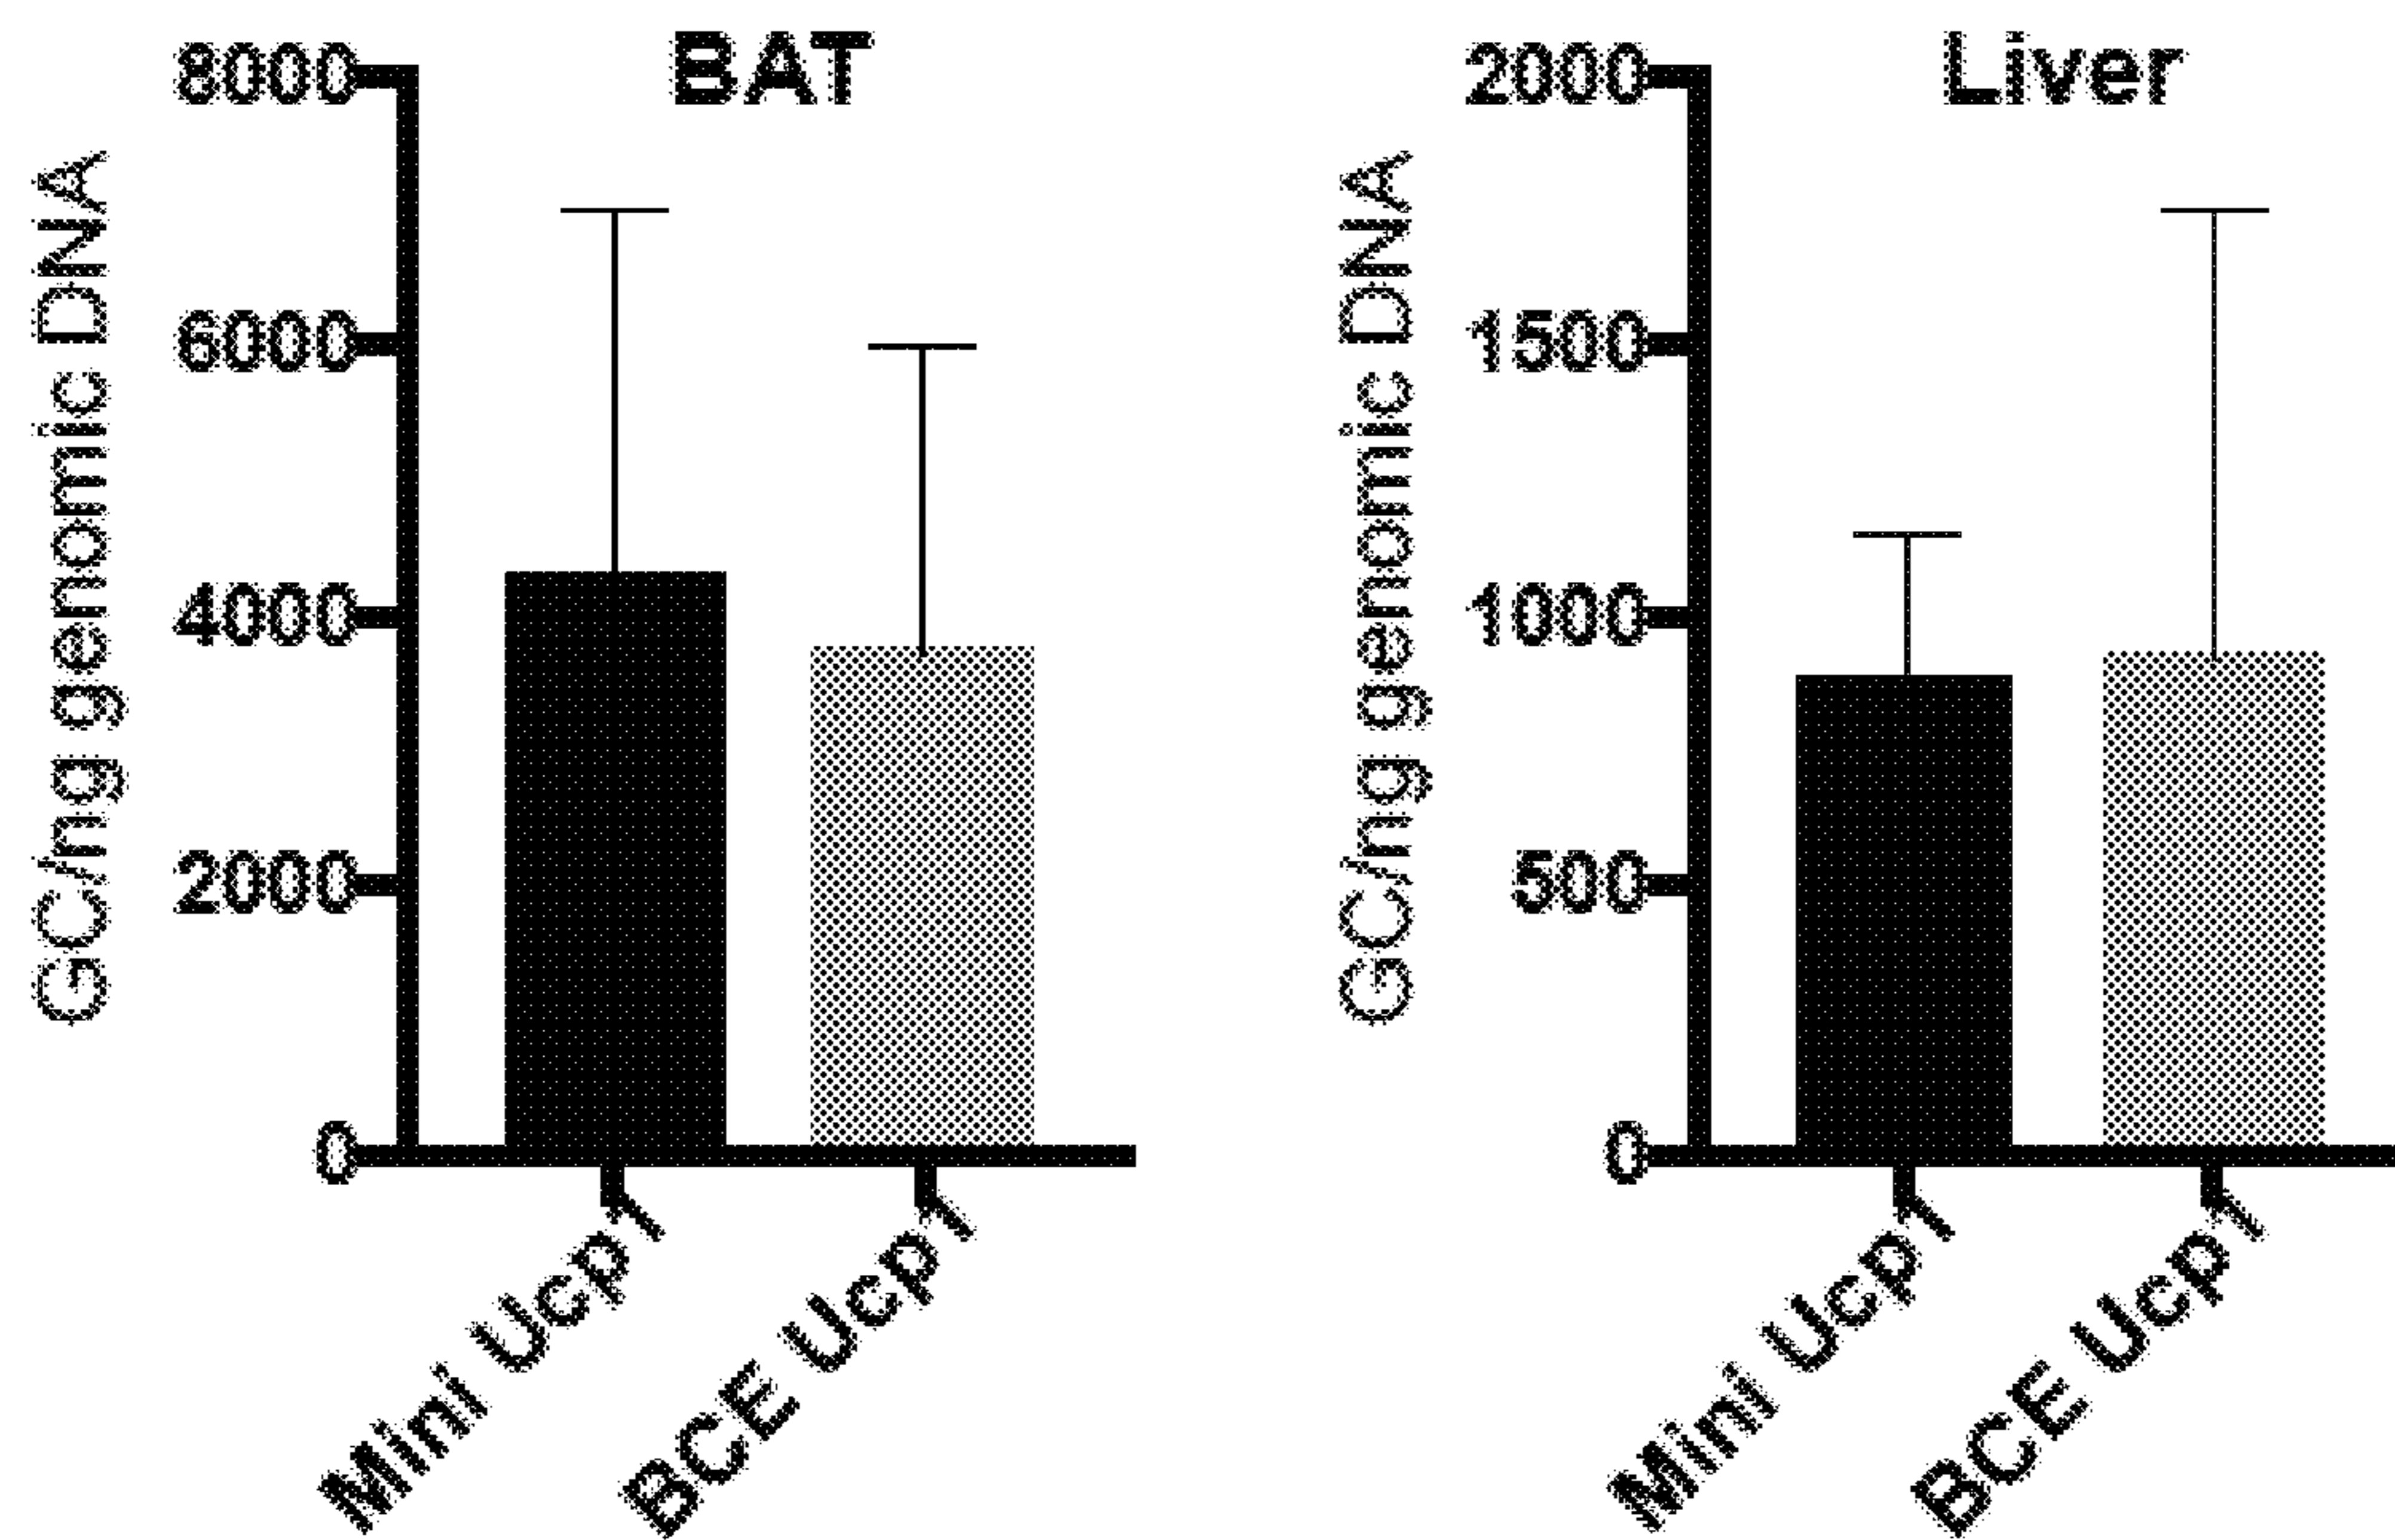 BAT
GC/ng genomic DNA
8000
6000
4000
2000
0
Mini Ucp1
BCE Ucp1
Liver
GC/ng genomic DNA
2000
1500
1000
500
0
Mini Ucp1
BCE Ucp1